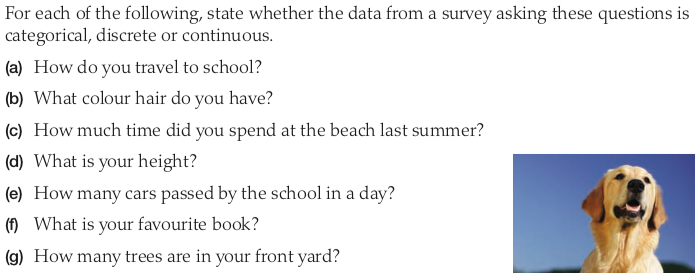 For each of the following, state whether the data from a survey asking these questions is
categorical, discrete or continuous.
(a) How do you travel to school?
(b) What colour hair do you have?
(c) How much time did you spend at the beach last summer?
(d) What is your height?
(e) How many cars passed by the school in a day?
(f) What is your favourite book?
(g) How many trees are in your front yard?